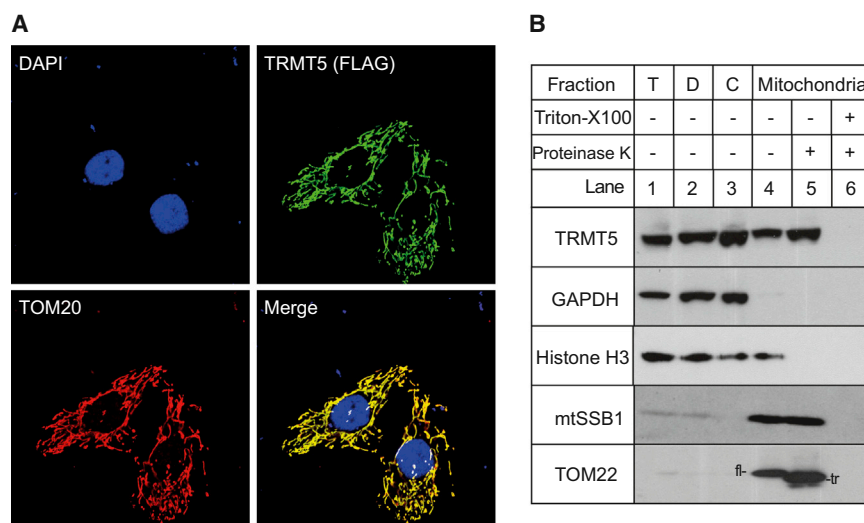 A
DAPI
TRMT5 (FLAG)
TOM20
Merge
B
Fraction T D C Mitochondria
Triton-X100 - - - - - +
Proteinase K - - - - + +
Lane 1 2 3 4 5 6
TRMT5
GAPDH
Histone H3
mtSSB1
TOM22 fl- -tr